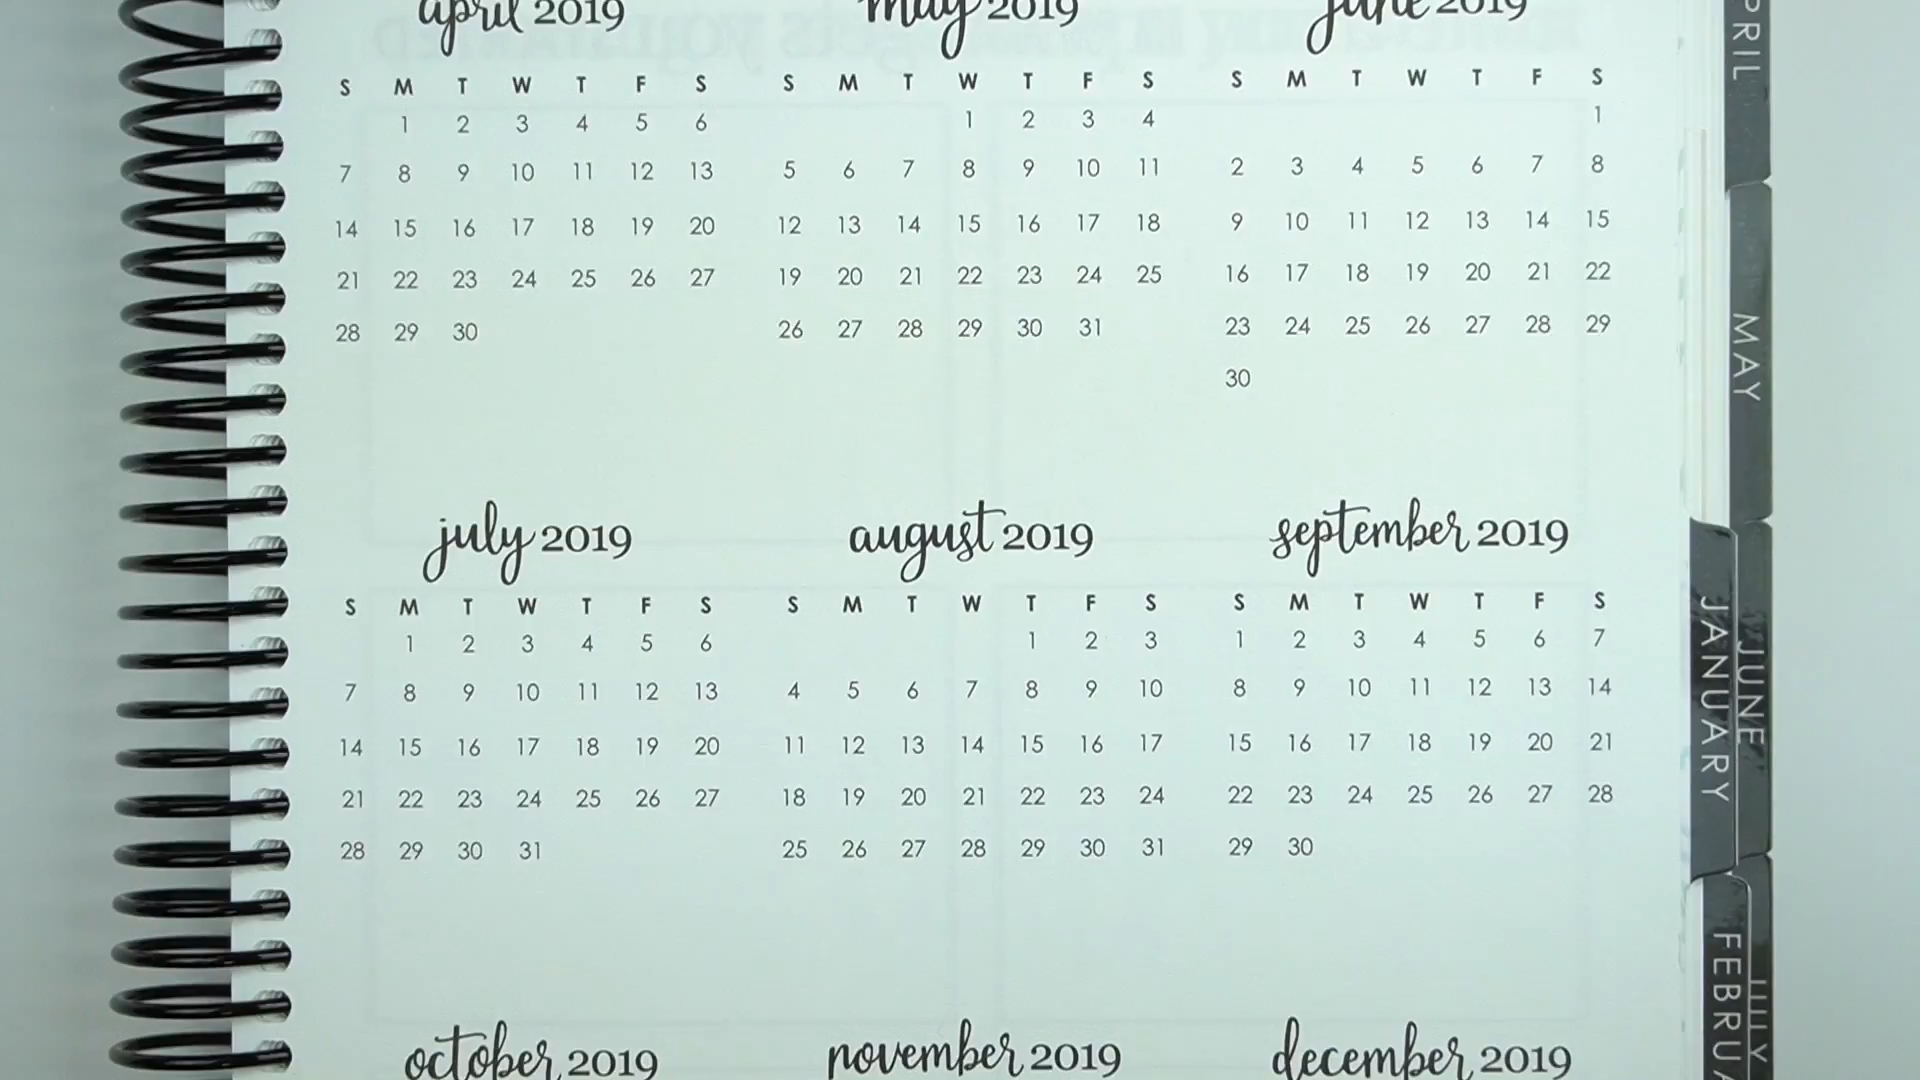 april 2019
S M T W T F S
1 2 3 4 5 6
7 8 9 10 11 12 13
14 15 16 17 18 19 20
21 22 23 24 25 26 27
28 29 30
may 2019
S M T W T F S
1 2 3 4
5 6 7 8 9 10 11
12 13 14 15 16 17 18
19 20 21 22 23 24 25
26 27 28 29 30 31
june 2019
S M T W T F S
1
2 3 4 5 6 7 8
9 10 11 12 13 14 15
16 17 18 19 20 21 22
23 24 25 26 27 28 29
30
july 2019
S M T W T F S
1 2 3 4 5 6
7 8 9 10 11 12 13
14 15 16 17 18 19 20
21 22 23 24 25 26 27
28 29 30 31
august 2019
S M T W T F S
1 2 3
4 5 6 7 8 9 10
11 12 13 14 15 16 17
18 19 20 21 22 23 24
25 26 27 28 29 30 31
september 2019
S M T W T F S
1 2 3 4 5 6 7
8 9 10 11 12 13 14
15 16 17 18 19 20 21
22 23 24 25 26 27 28
29 30
october 2019
november 2019
december 2019
PRIL
MAY
JUNE
JANUARY
FEBRU
JULY